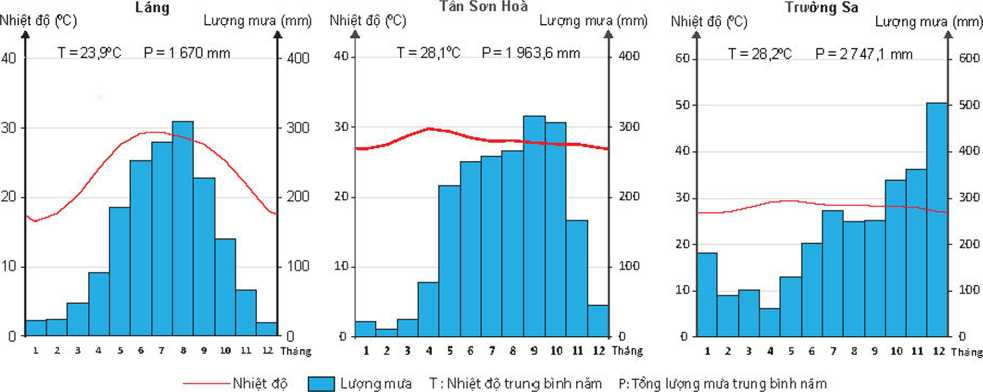 Láng
Nhiệt độ (ºC) Lượng mưa (mm)
T = 23,9ºC P = 1 670 mm
40 400
30 300
20 200
10 100
0 0
1 2 3 4 5 6 7 8 9 10 11 12 Tháng
Tân Sơn Hoà
Nhiệt độ (ºC) Lượng mưa (mm)
T = 28,1ºC P = 1 963,6 mm
40 400
30 300
20 200
10 100
0 0
1 2 3 4 5 6 7 8 9 10 11 12 Tháng
Trường Sa
Nhiệt độ (ºC) Lượng mưa (mm)
T = 28,2ºC P = 2 747,1 mm
60 600
50 500
40 400
30 300
20 200
10 100
0 0
1 2 3 4 5 6 7 8 9 10 11 12 Tháng
Nhiệt độ Lượng mưa T : Nhiệt độ trung bình năm P: Tổng lượng mưa trung bình năm